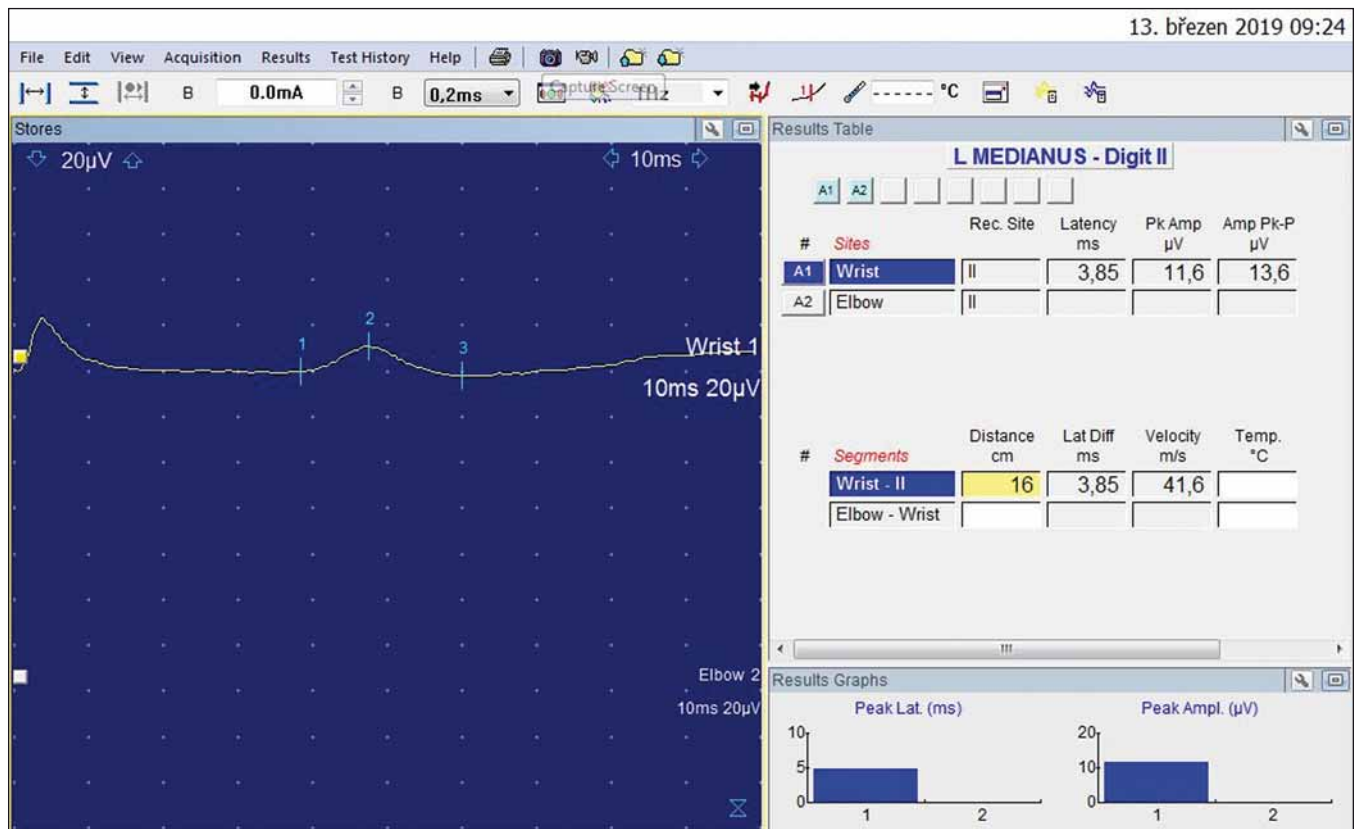 13. březen 2019 09:24
File Edit View Acquisition Results Test History Help
B 0.0mA B 0,2ms Capture Screen Hz ------ °C
Stores
20µV 10ms
1
2
3
Wrist 1
10ms 20µV
Elbow 2
10ms 20µV
Results Table
L MEDIANUS - Digit II
A1 A2
# Sites Rec. Site Latency ms Pk Amp µV Amp Pk-P µV
A1 Wrist II 3,85 11,6 13,6
A2 Elbow II
# Segments Distance cm Lat Diff ms Velocity m/s Temp. °C
Wrist - II 16 3,85 41,6
Elbow - Wrist
Results Graphs
Peak Lat. (ms) Peak Ampl. (µV)
10 20
5 10
0 0
1 2 1 2